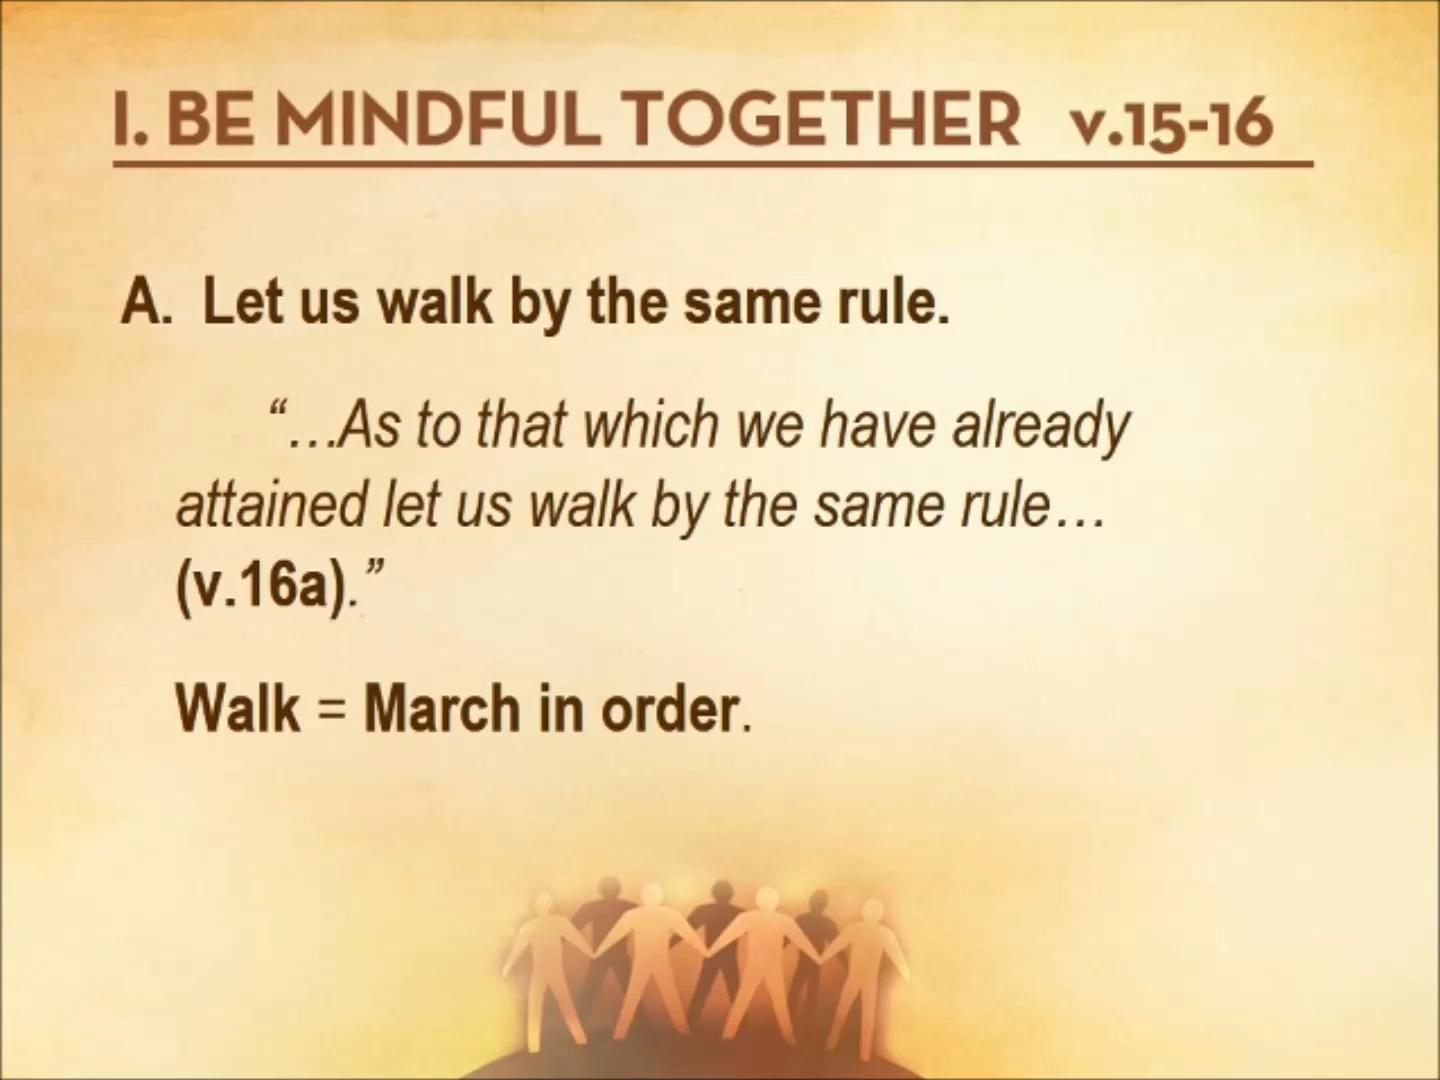 I. BE MINDFUL TOGETHER v.15-16
A. Let us walk by the same rule.
“…As to that which we have already
attained let us walk by the same rule…
(v.16a).”
Walk = March in order.